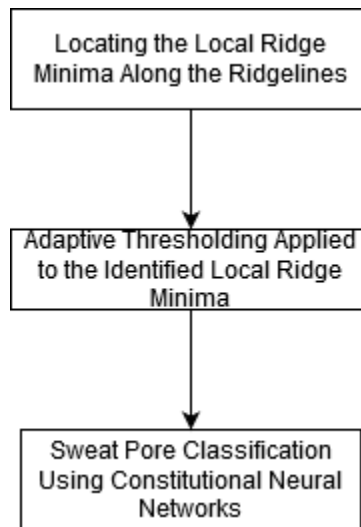 Locating the Local Ridge
Minima Along the Ridgelines
Adaptive Thresholding Applied
to the Identified Local Ridge
Minima
Sweat Pore Classification
Using Constitutional Neural
Networks